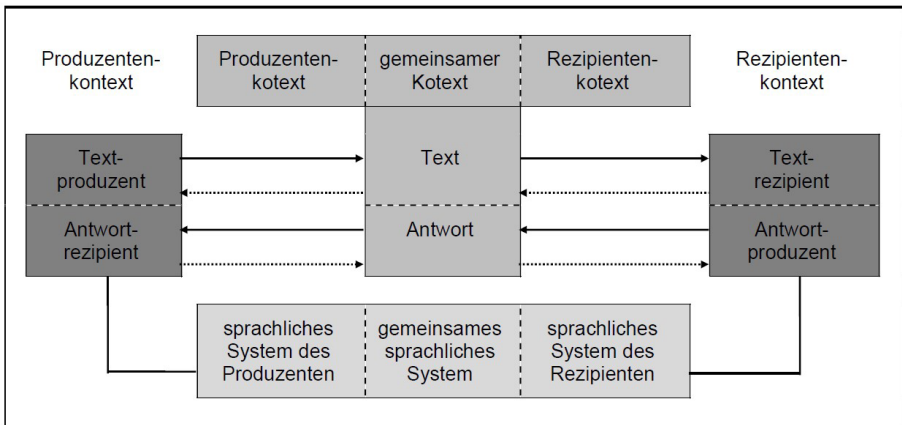 Produzenten-
kontext
Produzenten-
kotext
gemeinsamer
Kotext
Rezipienten-
kotext
Rezipienten-
kontext
Text-
produzent
Text
Text-
rezipient
Antwort-
rezipient
Antwort
Antwort-
produzent
sprachliches
System des
Produzenten
gemeinsames
sprachliches
System
sprachliches
System des
Rezipienten